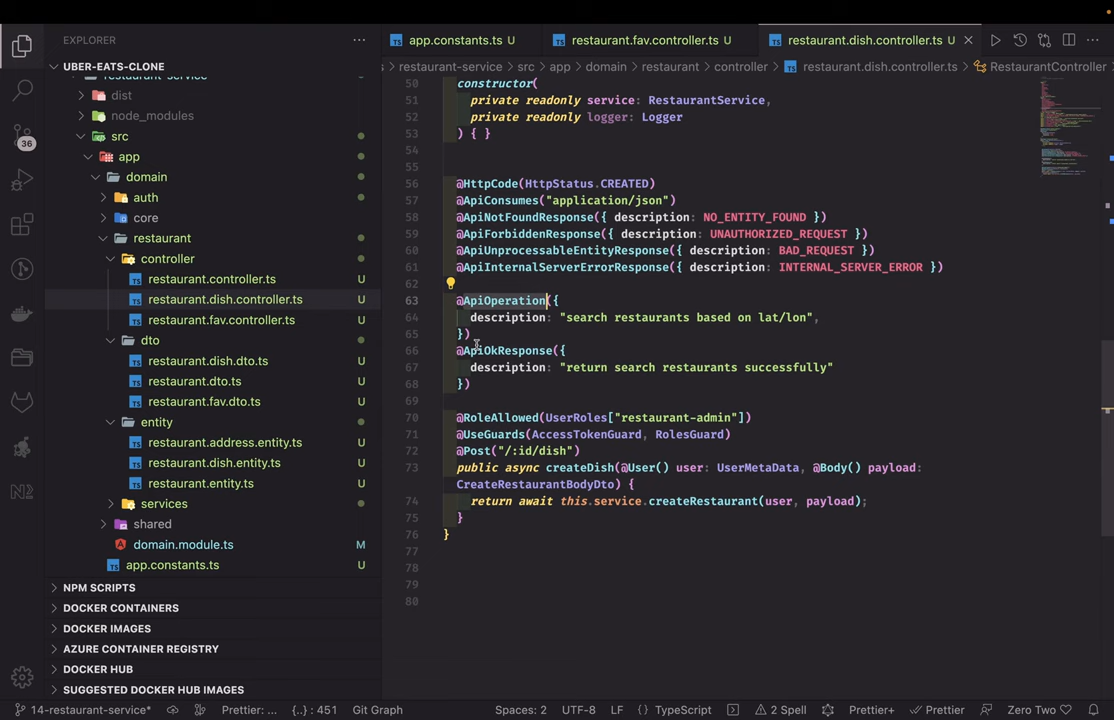 EXPLORER
UBER-EATS-CLONE
dist
node_modules
src
app
domain
auth
core
restaurant
controller
restaurant.controller.ts U
restaurant.dish.controller.ts U
restaurant.fav.controller.ts U
dto
restaurant.dish.dto.ts U
restaurant.dto.ts U
restaurant.fav.dto.ts U
entity
restaurant.address.entity.ts U
restaurant.dish.entity.ts U
restaurant.entity.ts U
services
shared
domain.module.ts M
app.constants.ts U
NPM SCRIPTS
DOCKER CONTAINERS
DOCKER IMAGES
AZURE CONTAINER REGISTRY
DOCKER HUB
SUGGESTED DOCKER HUB IMAGES
36
app.constants.ts U
restaurant.fav.controller.ts U
restaurant.dish.controller.ts U
restaurant-service > src > app > domain > restaurant > controller > restaurant.dish.controller.ts > RestaurantController
50 constructor(
51 private readonly service: RestaurantService,
52 private readonly logger: Logger
53 ) { }
54
55
56 @HttpCode(HttpStatus.CREATED)
57 @ApiConsumes("application/json")
58 @ApiNotFoundResponse({ description: NO_ENTITY_FOUND })
59 @ApiForbiddenResponse({ description: UNAUTHORIZED_REQUEST })
60 @ApiUnprocessableEntityResponse({ description: BAD_REQUEST })
61 @ApiInternalServerErrorResponse({ description: INTERNAL_SERVER_ERROR })
62
63 @ApiOperation({
64 description: "search restaurants based on lat/lon",
65 })
66 @ApiOkResponse({
67 description: "return search restaurants successfully"
68 })
69
70 @RoleAllowed(UserRoles["restaurant-admin"])
71 @UseGuards(AccessTokenGuard, RolesGuard)
72 @Post("/:id/dish")
73 public async createDish(@User() user: UserMetaData, @Body() payload:
CreateRestaurantBodyDto) {
74 return await this.service.createRestaurant(user, payload);
75 }
76 }
77
78
79
80
14-restaurant-service* Prettier: ... {..} : 451 Git Graph Spaces: 2 UTF-8 LF {} TypeScript 2 Spell Prettier+ Prettier Zero Two